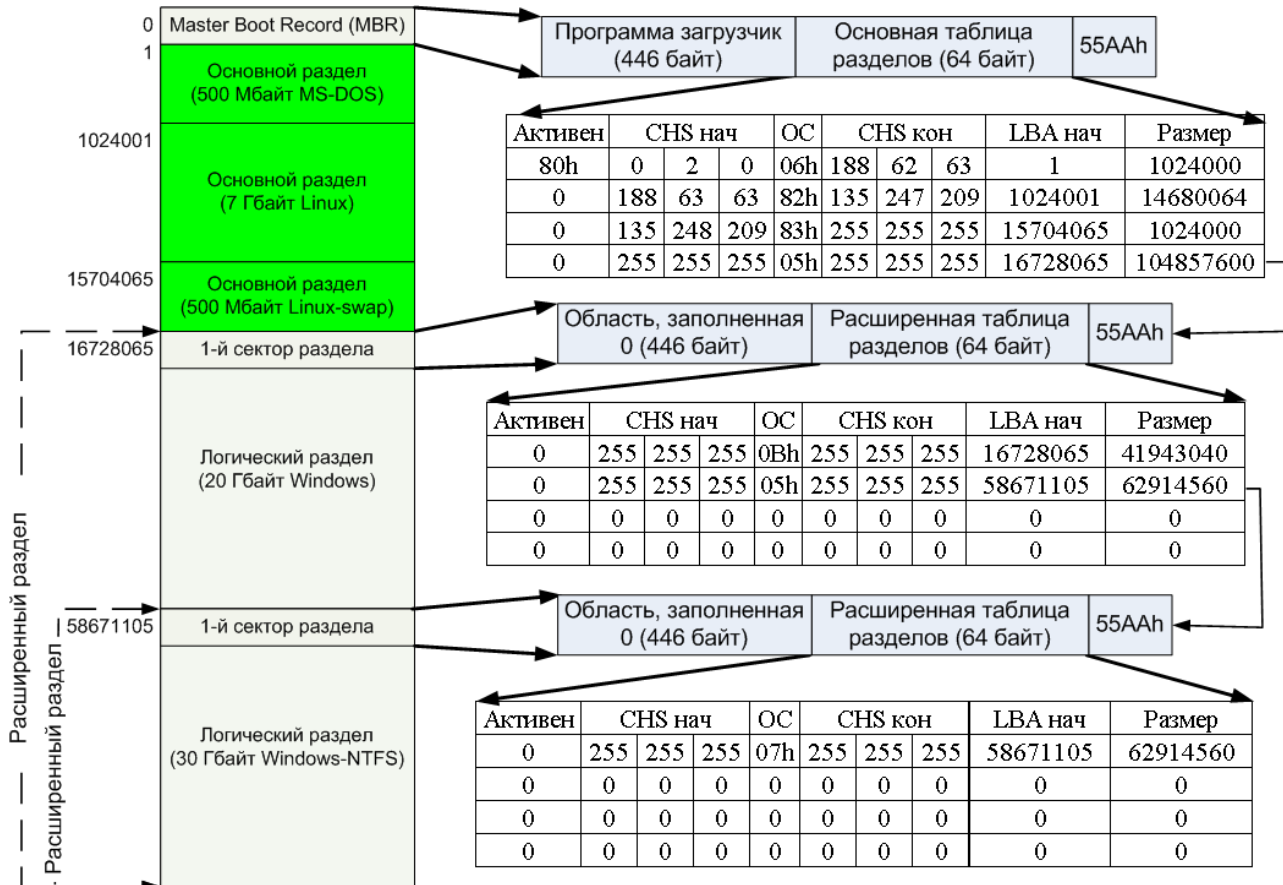 0
Master Boot Record (MBR)
1
Основной раздел
(500 Мбайт MS-DOS)
1024001
Основной раздел
(7 Гбайт Linux)
15704065
Основной раздел
(500 Мбайт Linux-swap)
16728065
1-й сектор раздела
Логический раздел
(20 Гбайт Windows)
58671105
1-й сектор раздела
Логический раздел
(30 Гбайт Windows-NTFS)
Расширенный раздел
Расширенный раздел
Программа загрузчик
(446 байт)
Основная таблица
разделов (64 байт)
55AAh
Активен CHS нач ОС CHS кон LBA нач Размер
80h 0 2 0 06h 188 62 63 1 1024000
0 188 63 63 82h 135 247 209 1024001 14680064
0 135 248 209 83h 255 255 255 15704065 1024000
0 255 255 255 05h 255 255 255 16728065 104857600
Область, заполненная
0 (446 байт)
Расширенная таблица
разделов (64 байт)
55AAh
Активен CHS нач ОС CHS кон LBA нач Размер
0 255 255 255 0Bh 255 255 255 16728065 41943040
0 255 255 255 05h 255 255 255 58671105 62914560
0 0 0 0 0 0 0 0 0 0
0 0 0 0 0 0 0 0 0 0
Область, заполненная
0 (446 байт)
Расширенная таблица
разделов (64 байт)
55AAh
Активен CHS нач ОС CHS кон LBA нач Размер
0 255 255 255 07h 255 255 255 58671105 62914560
0 0 0 0 0 0 0 0 0 0
0 0 0 0 0 0 0 0 0 0
0 0 0 0 0 0 0 0 0 0